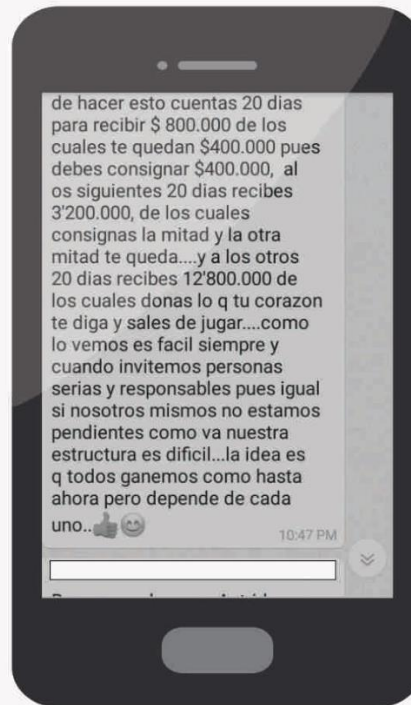 de hacer esto cuentas 20 dias
para recibir $ 800.000 de los
cuales te quedan $400.000 pues
debes consignar $400.000, al
os siguientes 20 dias recibes
3'200.000, de los cuales
consignas la mitad y la otra
mitad te queda....y a los otros
20 dias recibes 12'800.000 de
los cuales donas lo q tu corazon
te diga y sales de jugar....como
lo vemos es facil siempre y
cuando invitemos personas
serias y responsables pues igual
si nosotros mismos no estamos
pendientes como va nuestra
estructura es dificil...la idea es
q todos ganemos como hasta
ahora pero depende de cada
uno..👍😊
10:47 PM